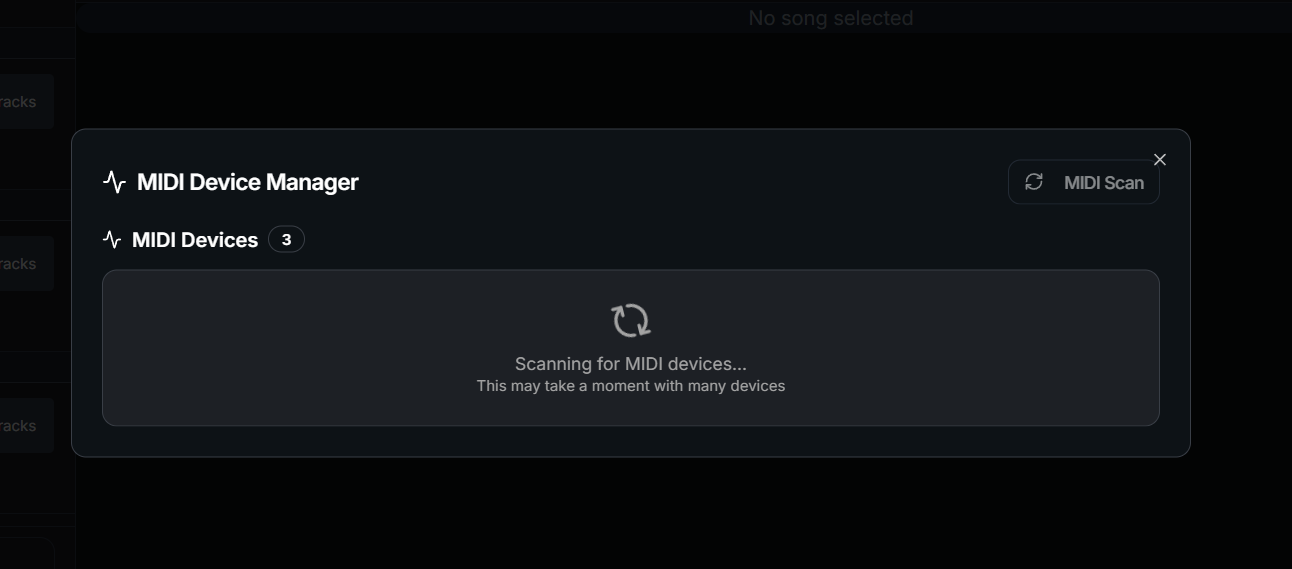 No song selected
racks
MIDI Device Manager
MIDI Scan
MIDI Devices 3
racks
Scanning for MIDI devices...
This may take a moment with many devices
racks